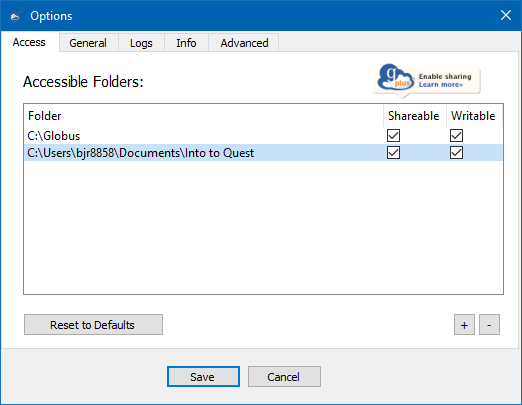 Options
Access General Logs Info Advanced
Accessible Folders:
g
plus
Enable sharing
Learn more»
Folder Shareable Writable
C:\Globus
C:\Users\bjr8858\Documents\Into to Quest
Reset to Defaults + -
Save Cancel